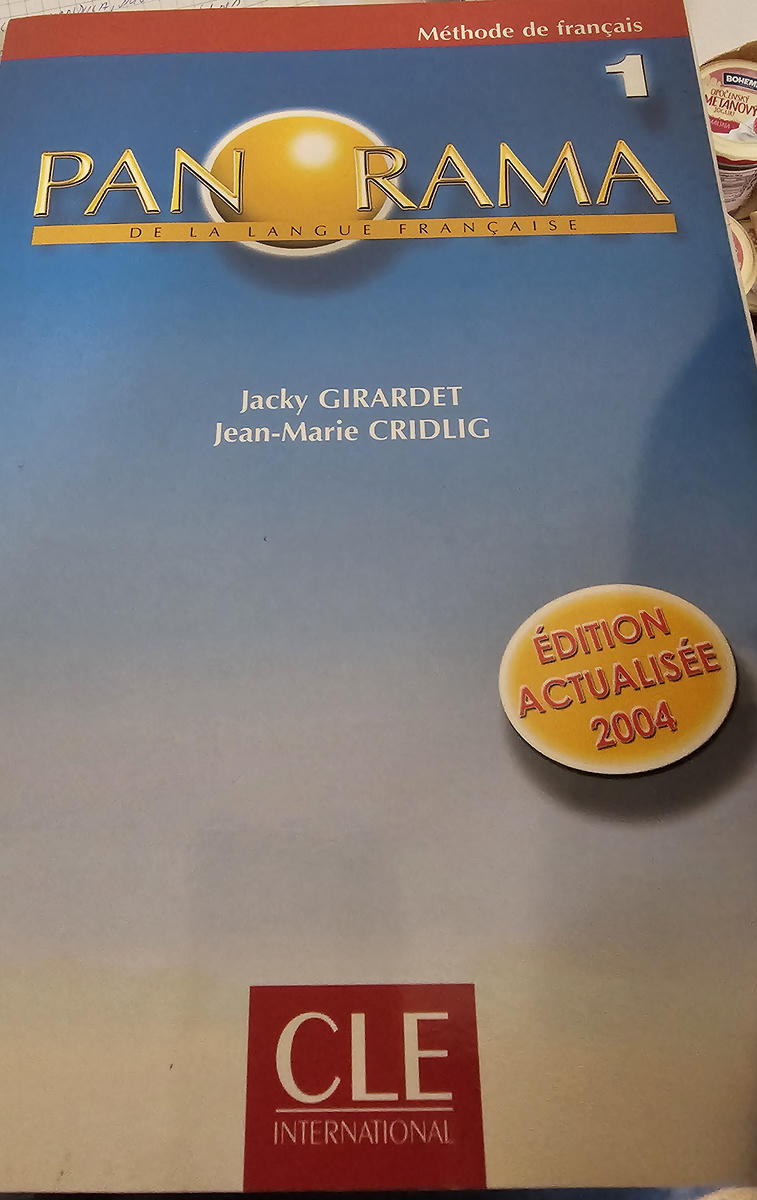 Méthode de français
1
PANORAMA
DE LA LANGUE FRANÇAISE
Jacky GIRARDET
Jean-Marie CRIDLIG
ÉDITION
ACTUALISÉE
2004
CLE
INTERNATIONAL
OPOČENSKÝ